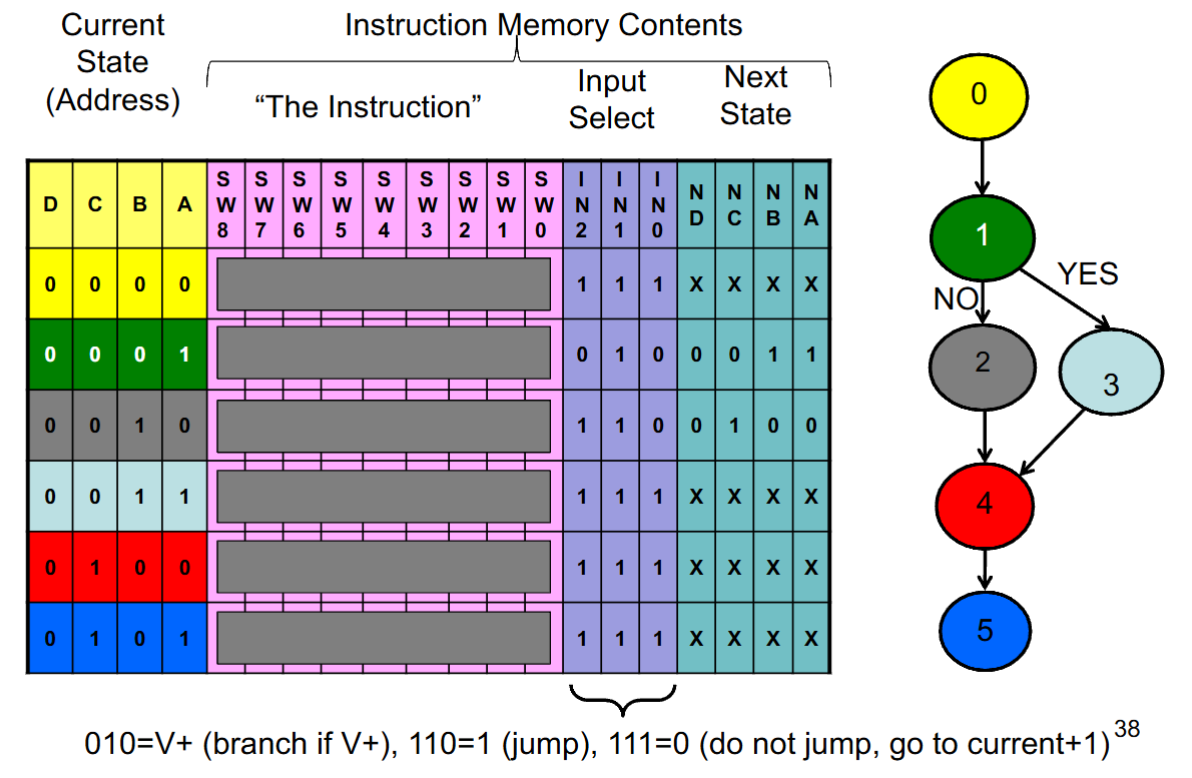 Current
State
(Address)
Instruction Memory Contents
“The Instruction”
Input
Select
Next
State
D C B A SW8 SW7 SW6 SW5 SW4 SW3 SW2 SW1 SW0 IN2 IN1 IN0 ND NC NB NA
0 0 0 0 1 1 1 X X X X
0 0 0 1 0 1 0 0 0 1 1
0 0 1 0 1 1 0 0 1 0 0
0 0 1 1 1 1 1 X X X X
0 1 0 0 1 1 1 X X X X
0 1 0 1 1 1 1 X X X X
0
1
YES
NO
2
3
4
5
010=V+ (branch if V+), 110=1 (jump), 111=0 (do not jump, go to current+1)
38